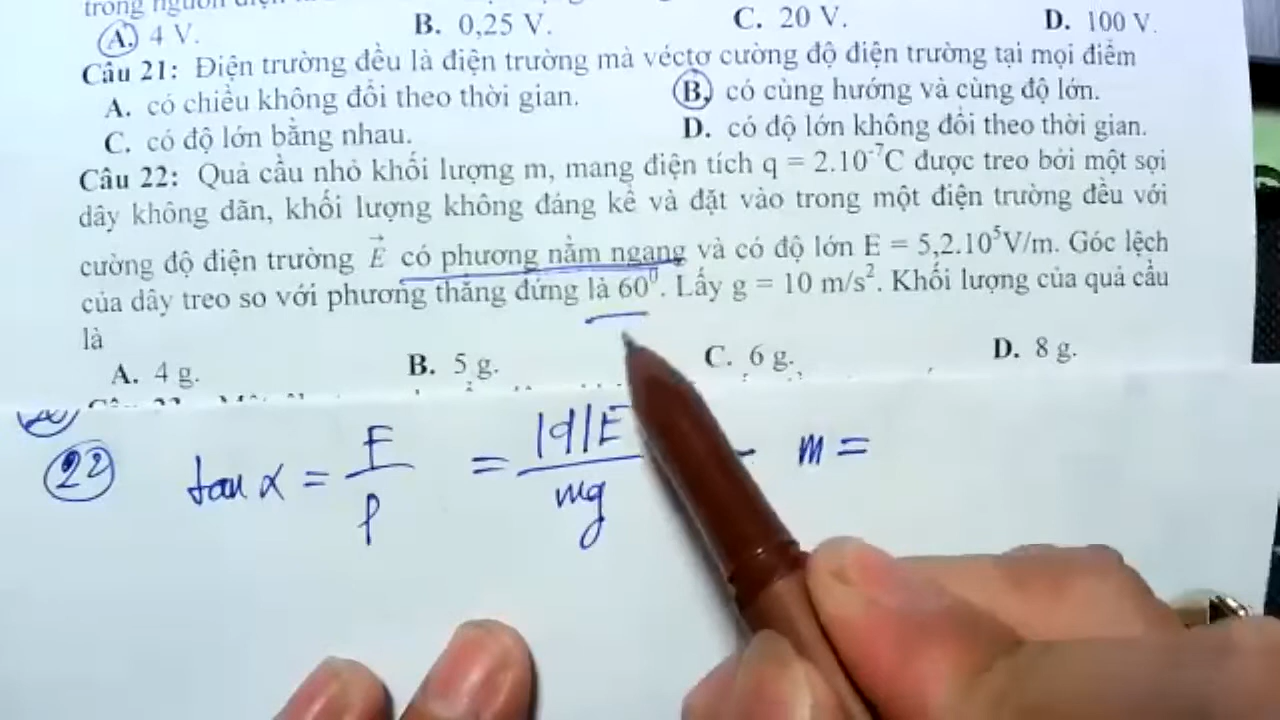 trong nguồn điện
A. 4 V. B. 0,25 V. C. 20 V. D. 100 V.
Câu 21: Điện trường đều là điện trường mà véctơ cường độ điện trường tại mọi điểm
A. có chiều không đổi theo thời gian. B. có cùng hướng và cùng độ lớn.
C. có độ lớn bằng nhau. D. có độ lớn không đổi theo thời gian.
Câu 22: Quả cầu nhỏ khối lượng m, mang điện tích q = 2.10⁻⁷C được treo bởi một sợi
dây không dãn, khối lượng không đáng kể và đặt vào trong một điện trường đều với
cường độ điện trường E⃗ có phương nằm ngang và có độ lớn E = 5,2.10⁵V/m. Góc lệch
của dây treo so với phương thẳng đứng là 60⁰. Lấy g = 10 m/s². Khối lượng của quả cầu
là
A. 4 g. B. 5 g. C. 6 g. D. 8 g.
22 tan α = F/P = |q|E/mg m =